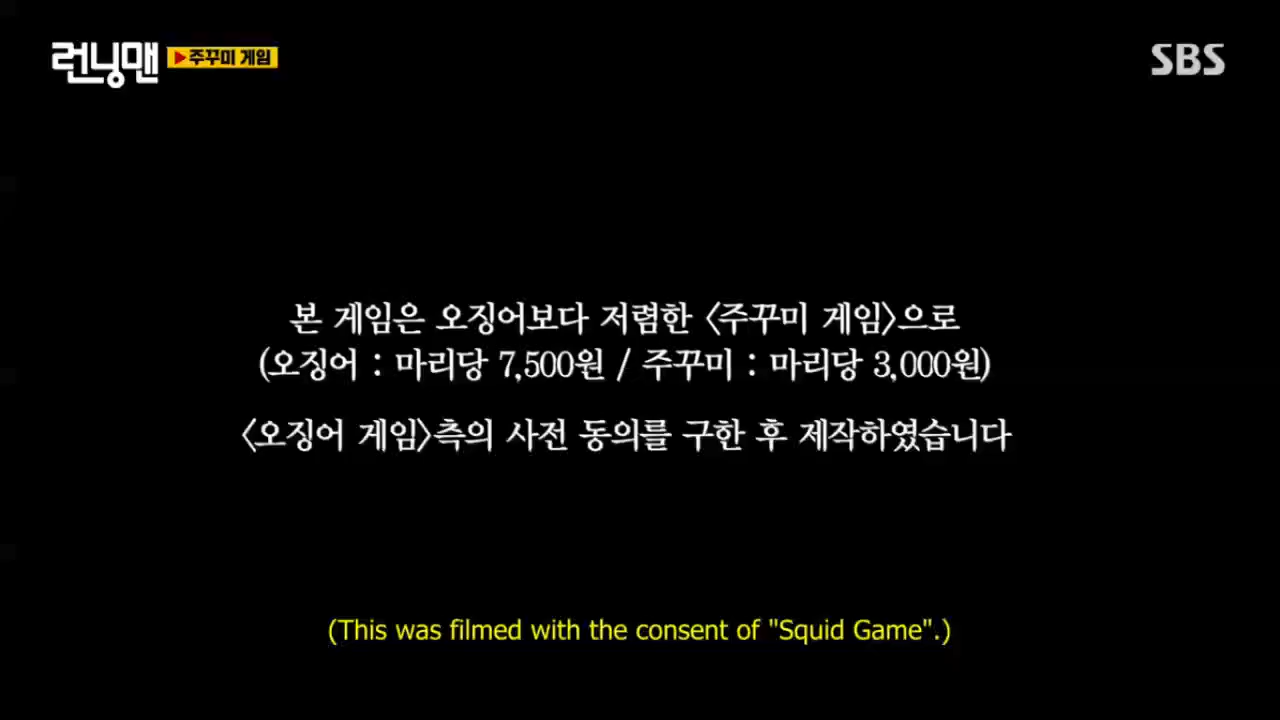 런닝맨 ▶주꾸미 게임
SBS
본 게임은 오징어보다 저렴한 〈주꾸미 게임〉으로
(오징어 : 마리당 7,500원 / 주꾸미 : 마리당 3,000원)
〈오징어 게임〉측의 사전 동의를 구한 후 제작하였습니다
(This was filmed with the consent of "Squid Game".)